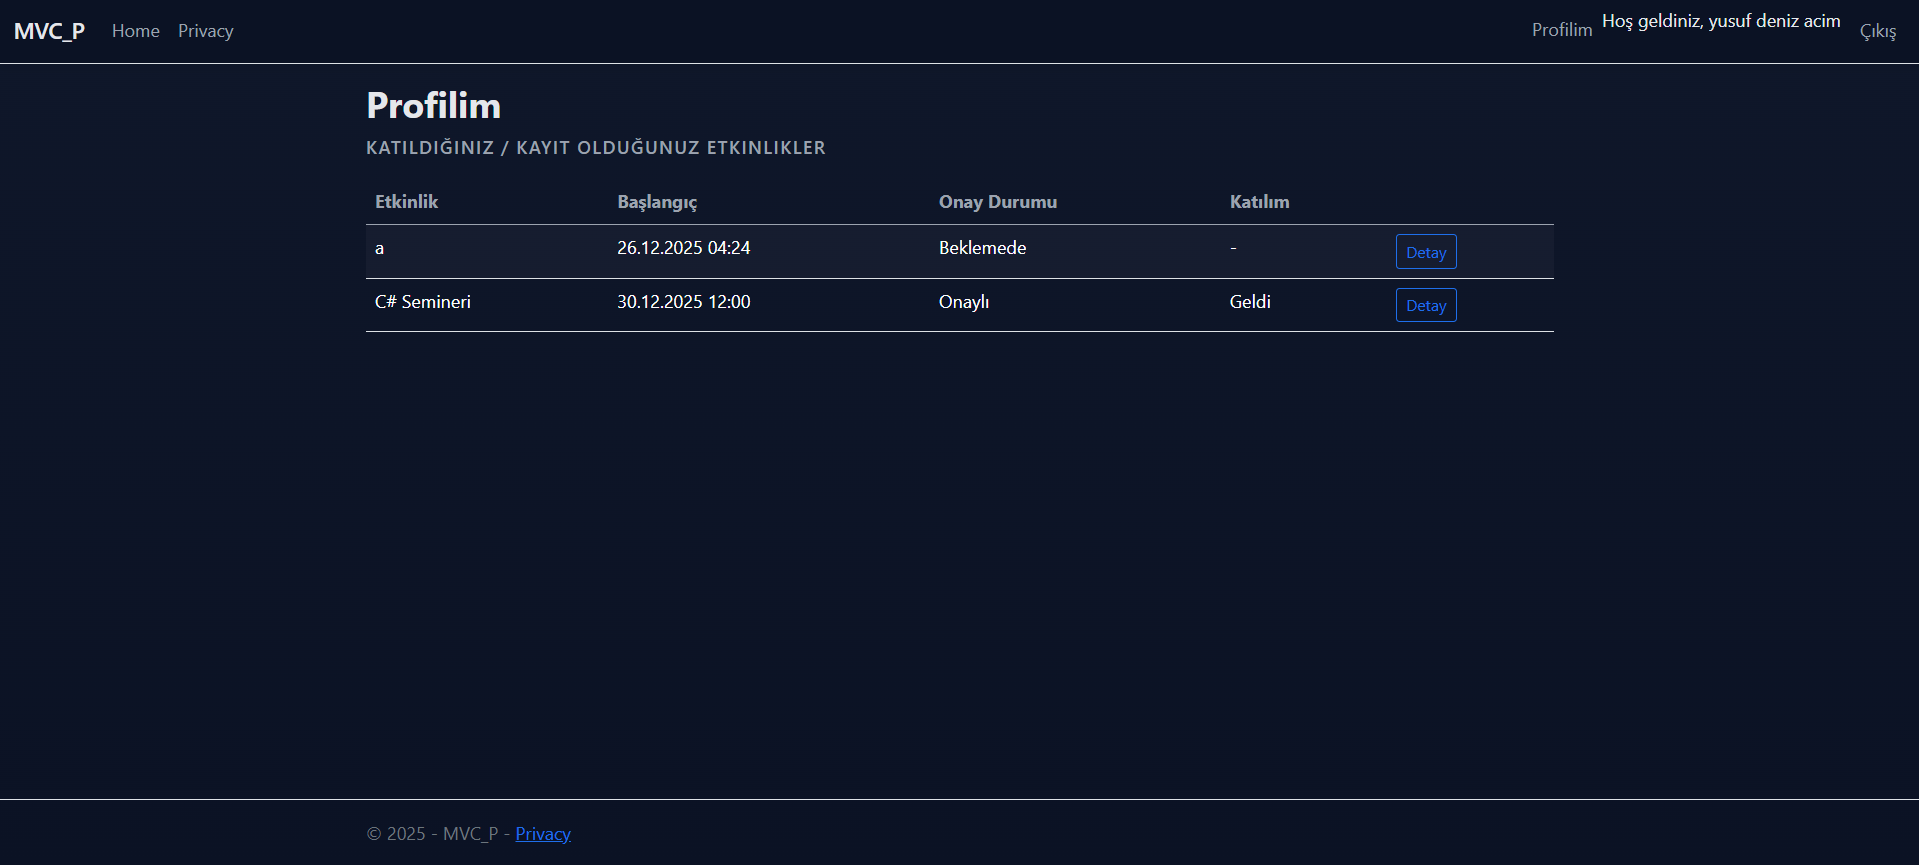 MVC_P Home Privacy Profilim Hoş geldiniz, yusuf deniz acim Çıkış
Profilim
KATILDIĞINIZ / KAYIT OLDUĞUNUZ ETKINLIKLER
Etkinlik Başlangıç Onay Durumu Katılım
a 26.12.2025 04:24 Beklemede - Detay
C# Semineri 30.12.2025 12:00 Onaylı Geldi Detay
© 2025 - MVC_P - Privacy